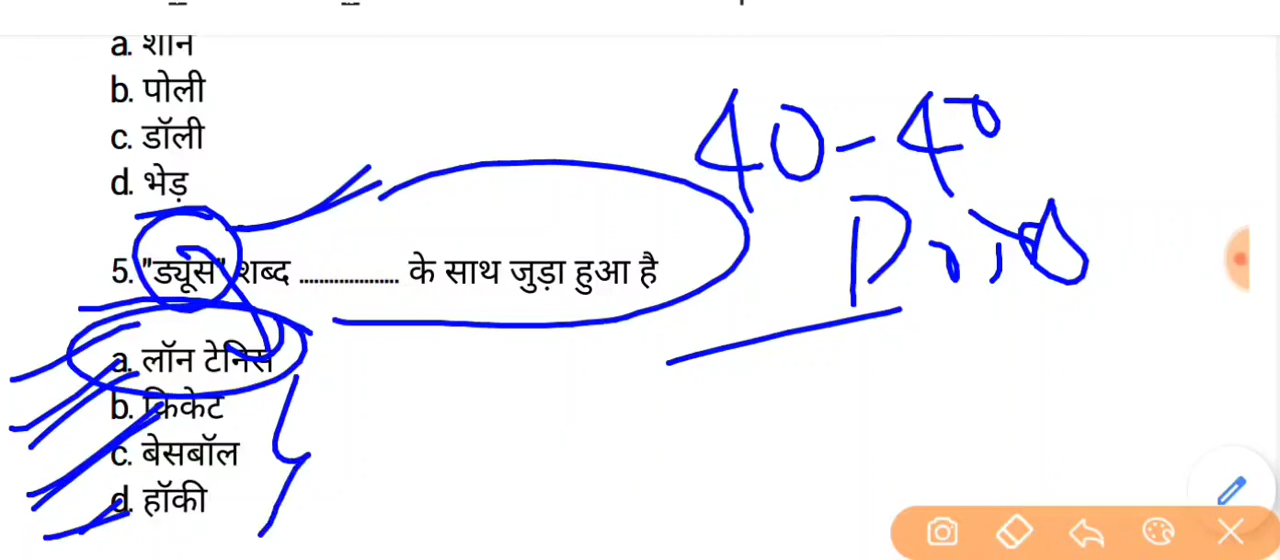 a. शान
b. पोली
c. डॉली
d. भेड़
40-40
5. "ड्यूस" शब्द .................... के साथ जुड़ा हुआ है
a. लॉन टेनिस
b. क्रिकेट
c. बेसबॉल
d. हॉकी